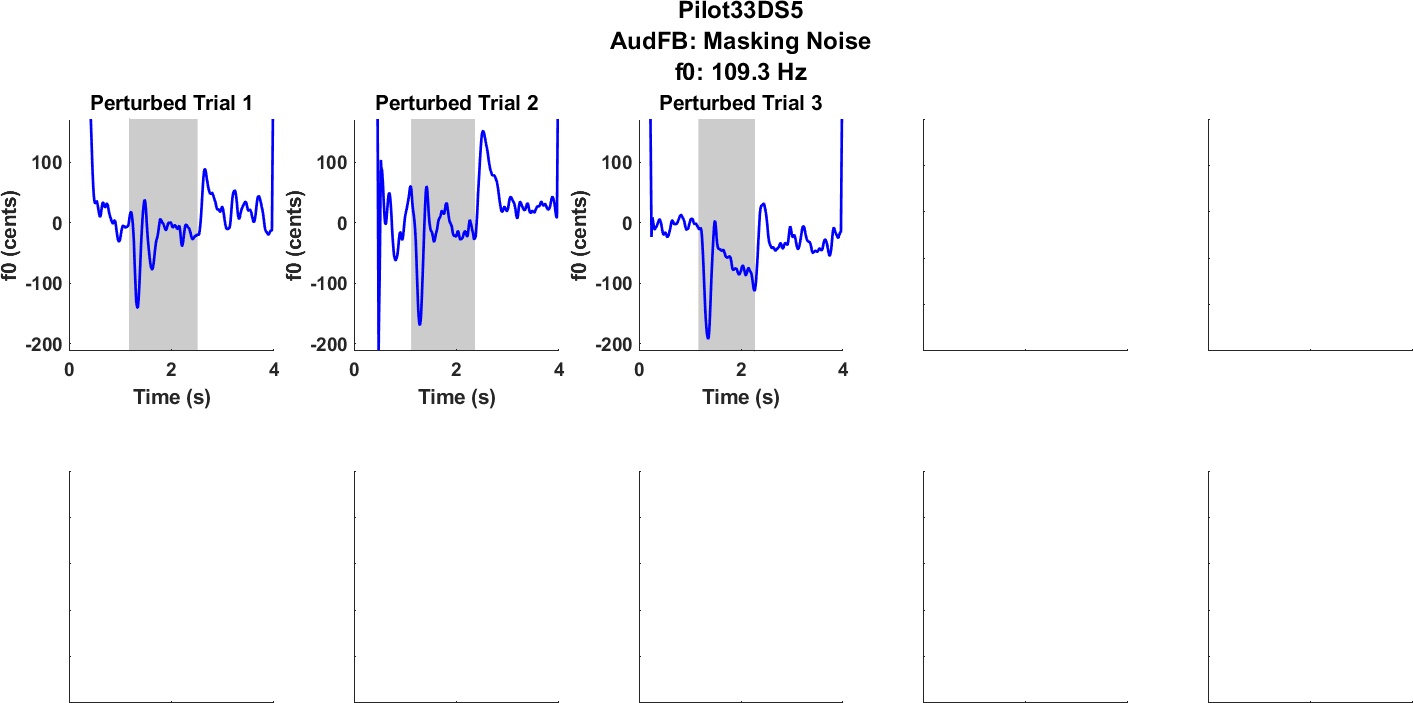 Pilot33DS5
AudFB: Masking Noise
f0: 109.3 Hz
Perturbed Trial 1
Perturbed Trial 2
Perturbed Trial 3
f0 (cents)
100
0
-100
-200
0
2
4
Time (s)
f0 (cents)
100
0
-100
-200
0
2
4
Time (s)
f0 (cents)
100
0
-100
-200
0
2
4
Time (s)